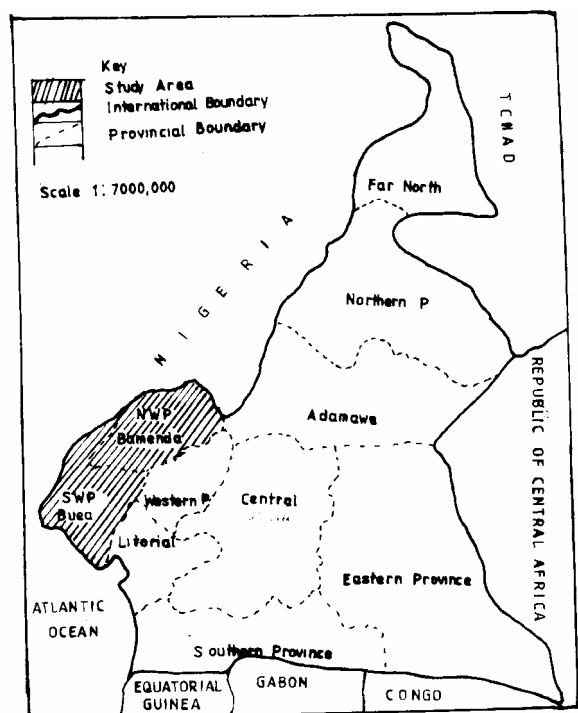 Key
Study Area
International Boundary
Provincial Boundary
Scale 1:7000,000
TCHAD
Far North
NIGERIA
Northern P
REPUBLIC OF CENTRAL AFRICA
NWP
Bamenda
Adamawa
SWP
Buea
Western P
Central
Litorial
Eastern Province
ATLANTIC
OCEAN
Southern Province
EQUATORIAL
GUINEA
GABON
CONGO